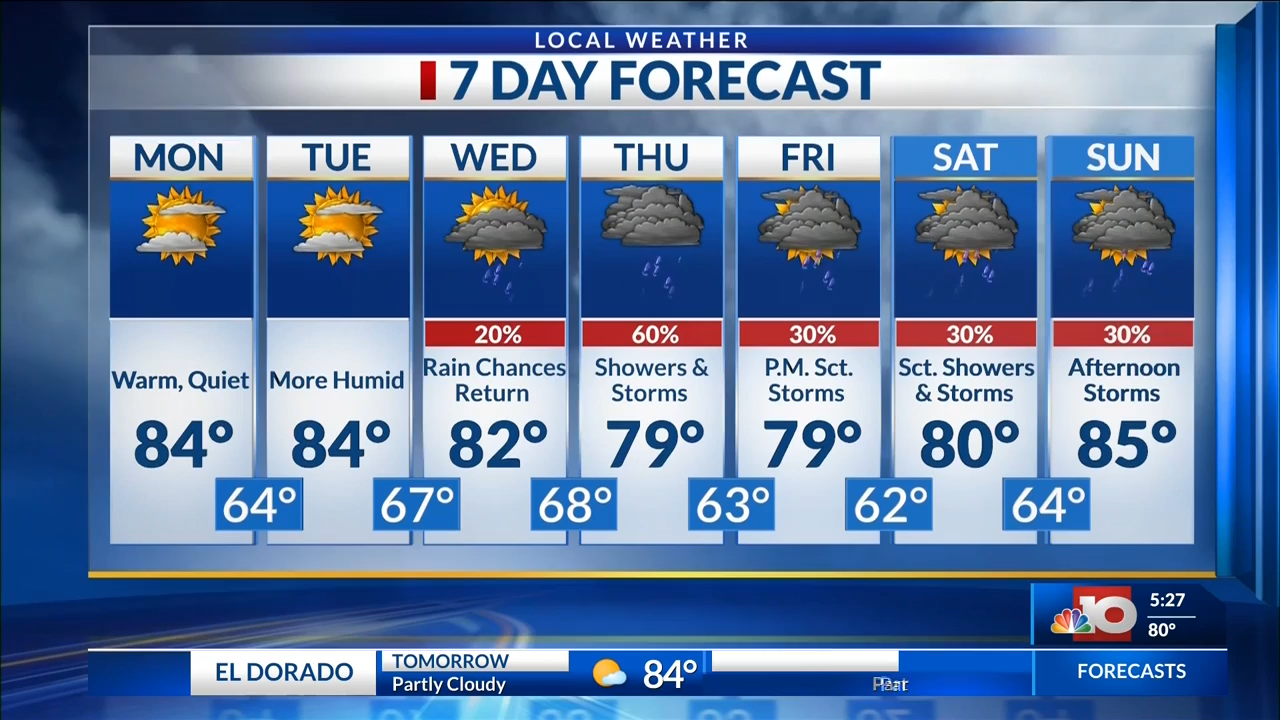 LOCAL WEATHER
7 DAY FORECAST
MON
TUE
WED
THU
FRI
SAT
SUN
20%
60%
30%
30%
30%
Warm, Quiet
More Humid
Rain Chances
Return
Showers &
Storms
P.M. Sct.
Storms
Sct. Showers
& Storms
Afternoon
Storms
84°
84°
82°
79°
79°
80°
85°
64°
67°
68°
63°
62°
64°
10
5:27
80°
EL DORADO
TOMORROW
Partly Cloudy
84°
FORECASTS